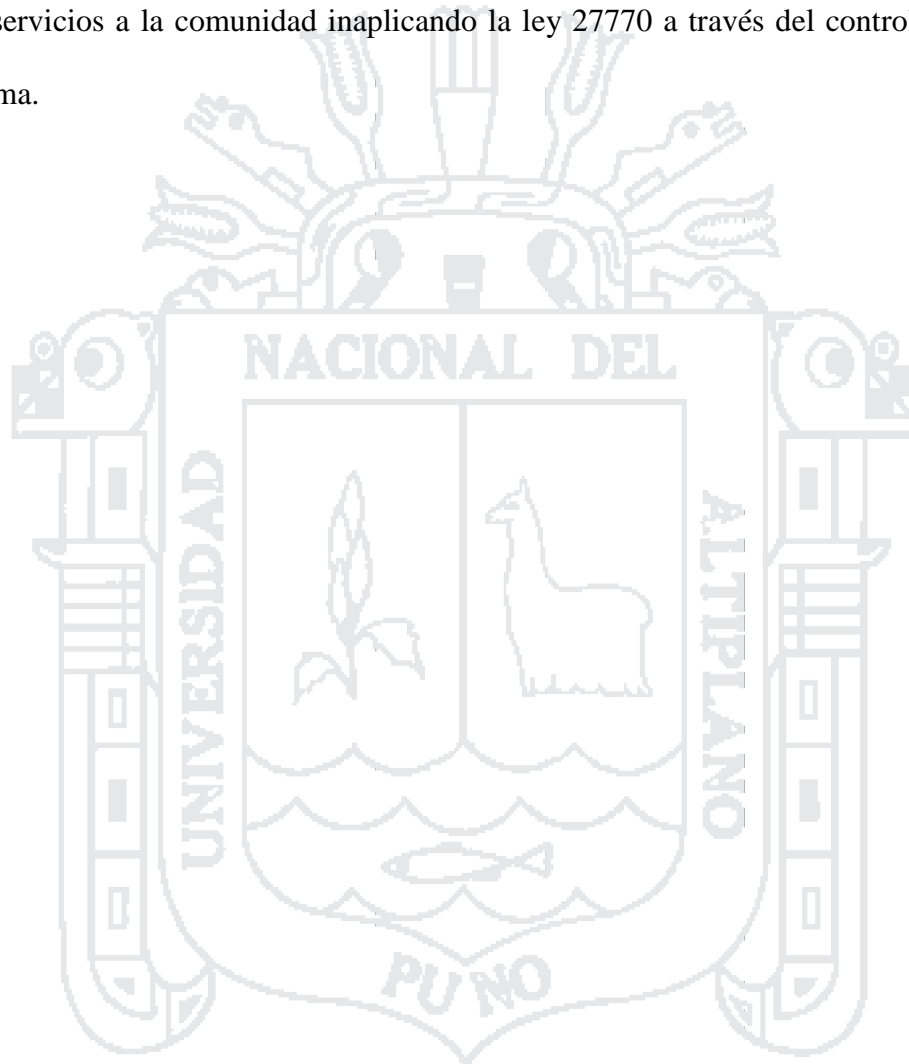 servicios a la comunidad inaplicando la ley 27770 a través del control
ma.
NACIONAL DEL
UNIVERSIDAD
ALTIPLANO
PUNO